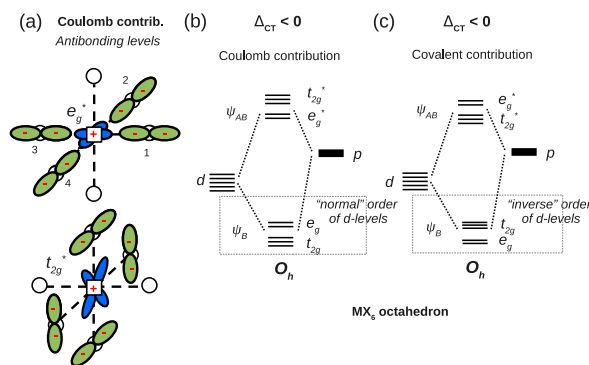 (a) Coulomb contrib.
Antibonding levels
e_g^*
2
+
3
1
4
t_2g^*
+
(b) Δ_CT < 0
Coulomb contribution
t_2g^*
e_g^*
ψ_AB
p
d
"normal" order
of d-levels
ψ_B
e_g
t_2g
O_h
(c) Δ_CT < 0
Covalent contribution
e_g^*
t_2g^*
ψ_AB
p
d
"inverse" order
of d-levels
ψ_B
t_2g
e_g
O_h
MX_6 octahedron